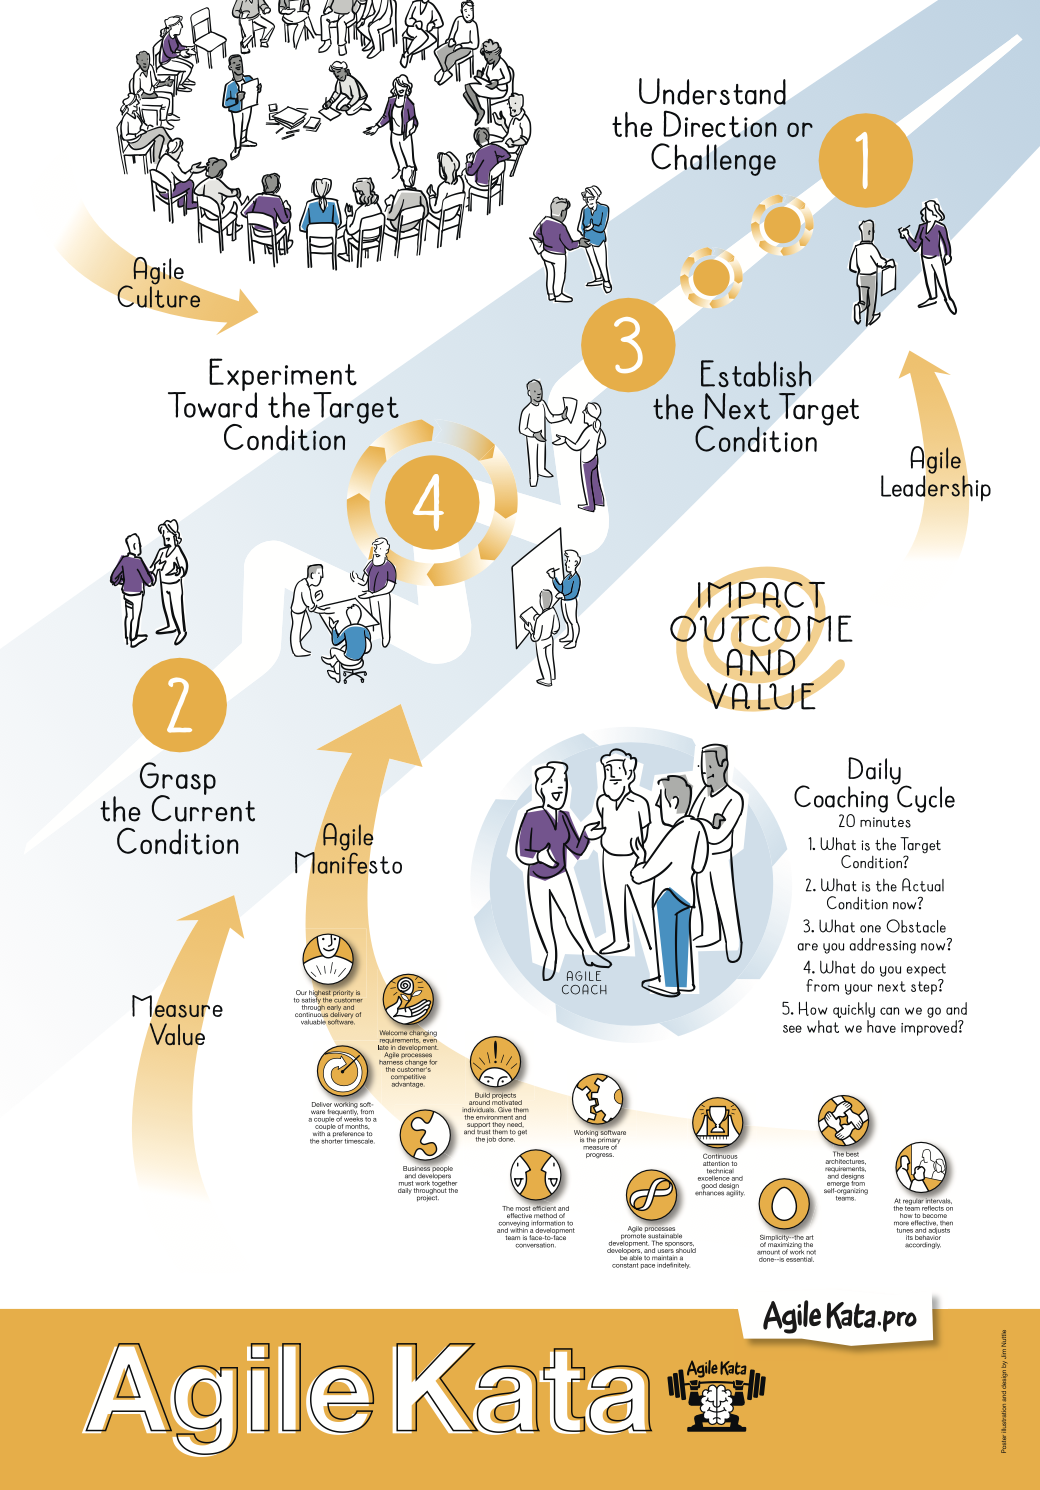 Understand
the Direction or
Challenge
1
Agile
Culture
3
Experiment
Toward the Target
Condition
Establish
the Next Target
Condition
4
Agile
Leadership
IMPACT
OUTCOME
AND
VALUE
2
Grasp
the Current
Condition
Agile
Manifesto
Measure
Value
AGILE
COACH
Daily
Coaching Cycle
20 minutes
1. What is the Target
Condition?
2. What is the Actual
Condition now?
3. What one Obstacle
are you addressing now?
4. What do you expect
from your next step?
5. How quickly can we go and
see what we have improved?
Our highest priority is
to satisfy the customer
through early and
continuous delivery of
valuable software.
Welcome changing
requirements, even
late in development.
Agile processes
harness change for
the customer's
competitive
advantage.
Deliver working soft-
ware frequently, from
a couple of weeks to a
couple of months,
with a preference to
the shorter timescale.
Build projects
around motivated
individuals. Give them
the environment and
support they need,
and trust them to get
the job done.
Business people
and developers
must work together
daily throughout the
project.
Working software
is the primary
measure of
progress.
The most efficient and
effective method of
conveying information to
and within a development
team is face-to-face
conversation.
Continuous
attention to
technical
excellence and
good design
enhances agility.
Agile processes
promote sustainable
development. The sponsors,
developers, and users should
be able to maintain a
constant pace indefinitely.
The best
architectures,
requirements,
and designs
emerge from
self-organizing
teams.
Simplicity--the art
of maximizing the
amount of work not
done--is essential.
At regular intervals,
the team reflects on
how to become
more effective, then
tunes and adjusts
its behavior
accordingly.
Agile Kata.pro
Agile Kata
Agile Kata
Poster illustration and design by Jim Nuttle